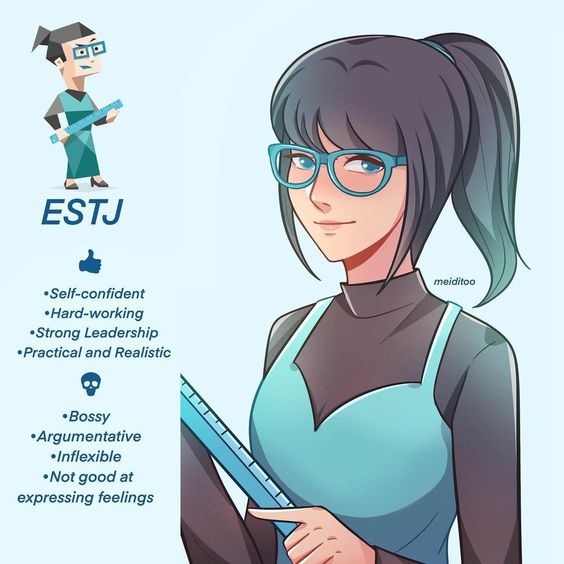 ESTJ
•Self-confident
•Hard-working
•Strong Leadership
•Practical and Realistic
•Bossy
•Argumentative
•Inflexible
•Not good at
expressing feelings
meiditoo